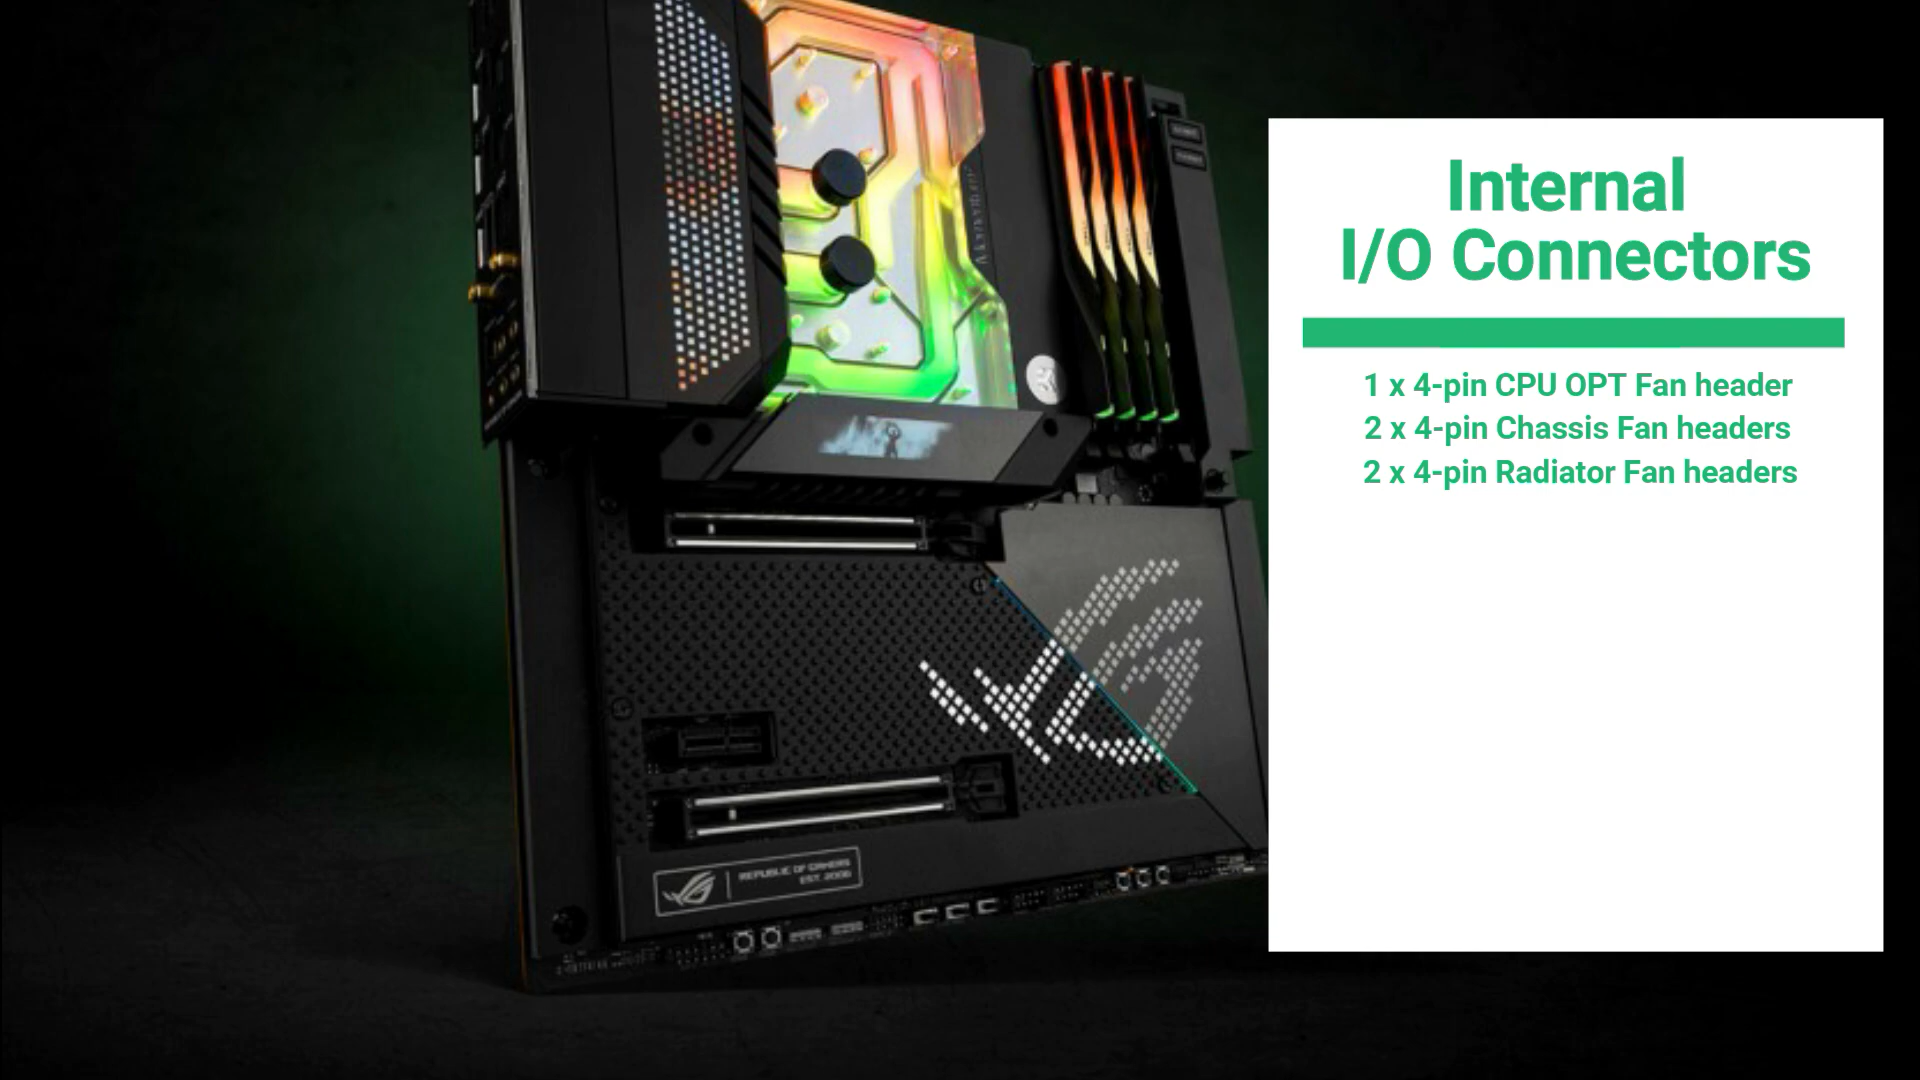 Internal
I/O Connectors
1 x 4-pin CPU OPT Fan header
2 x 4-pin Chassis Fan headers
2 x 4-pin Radiator Fan headers
REPUBLIC OF GAMERS
EST. 2006